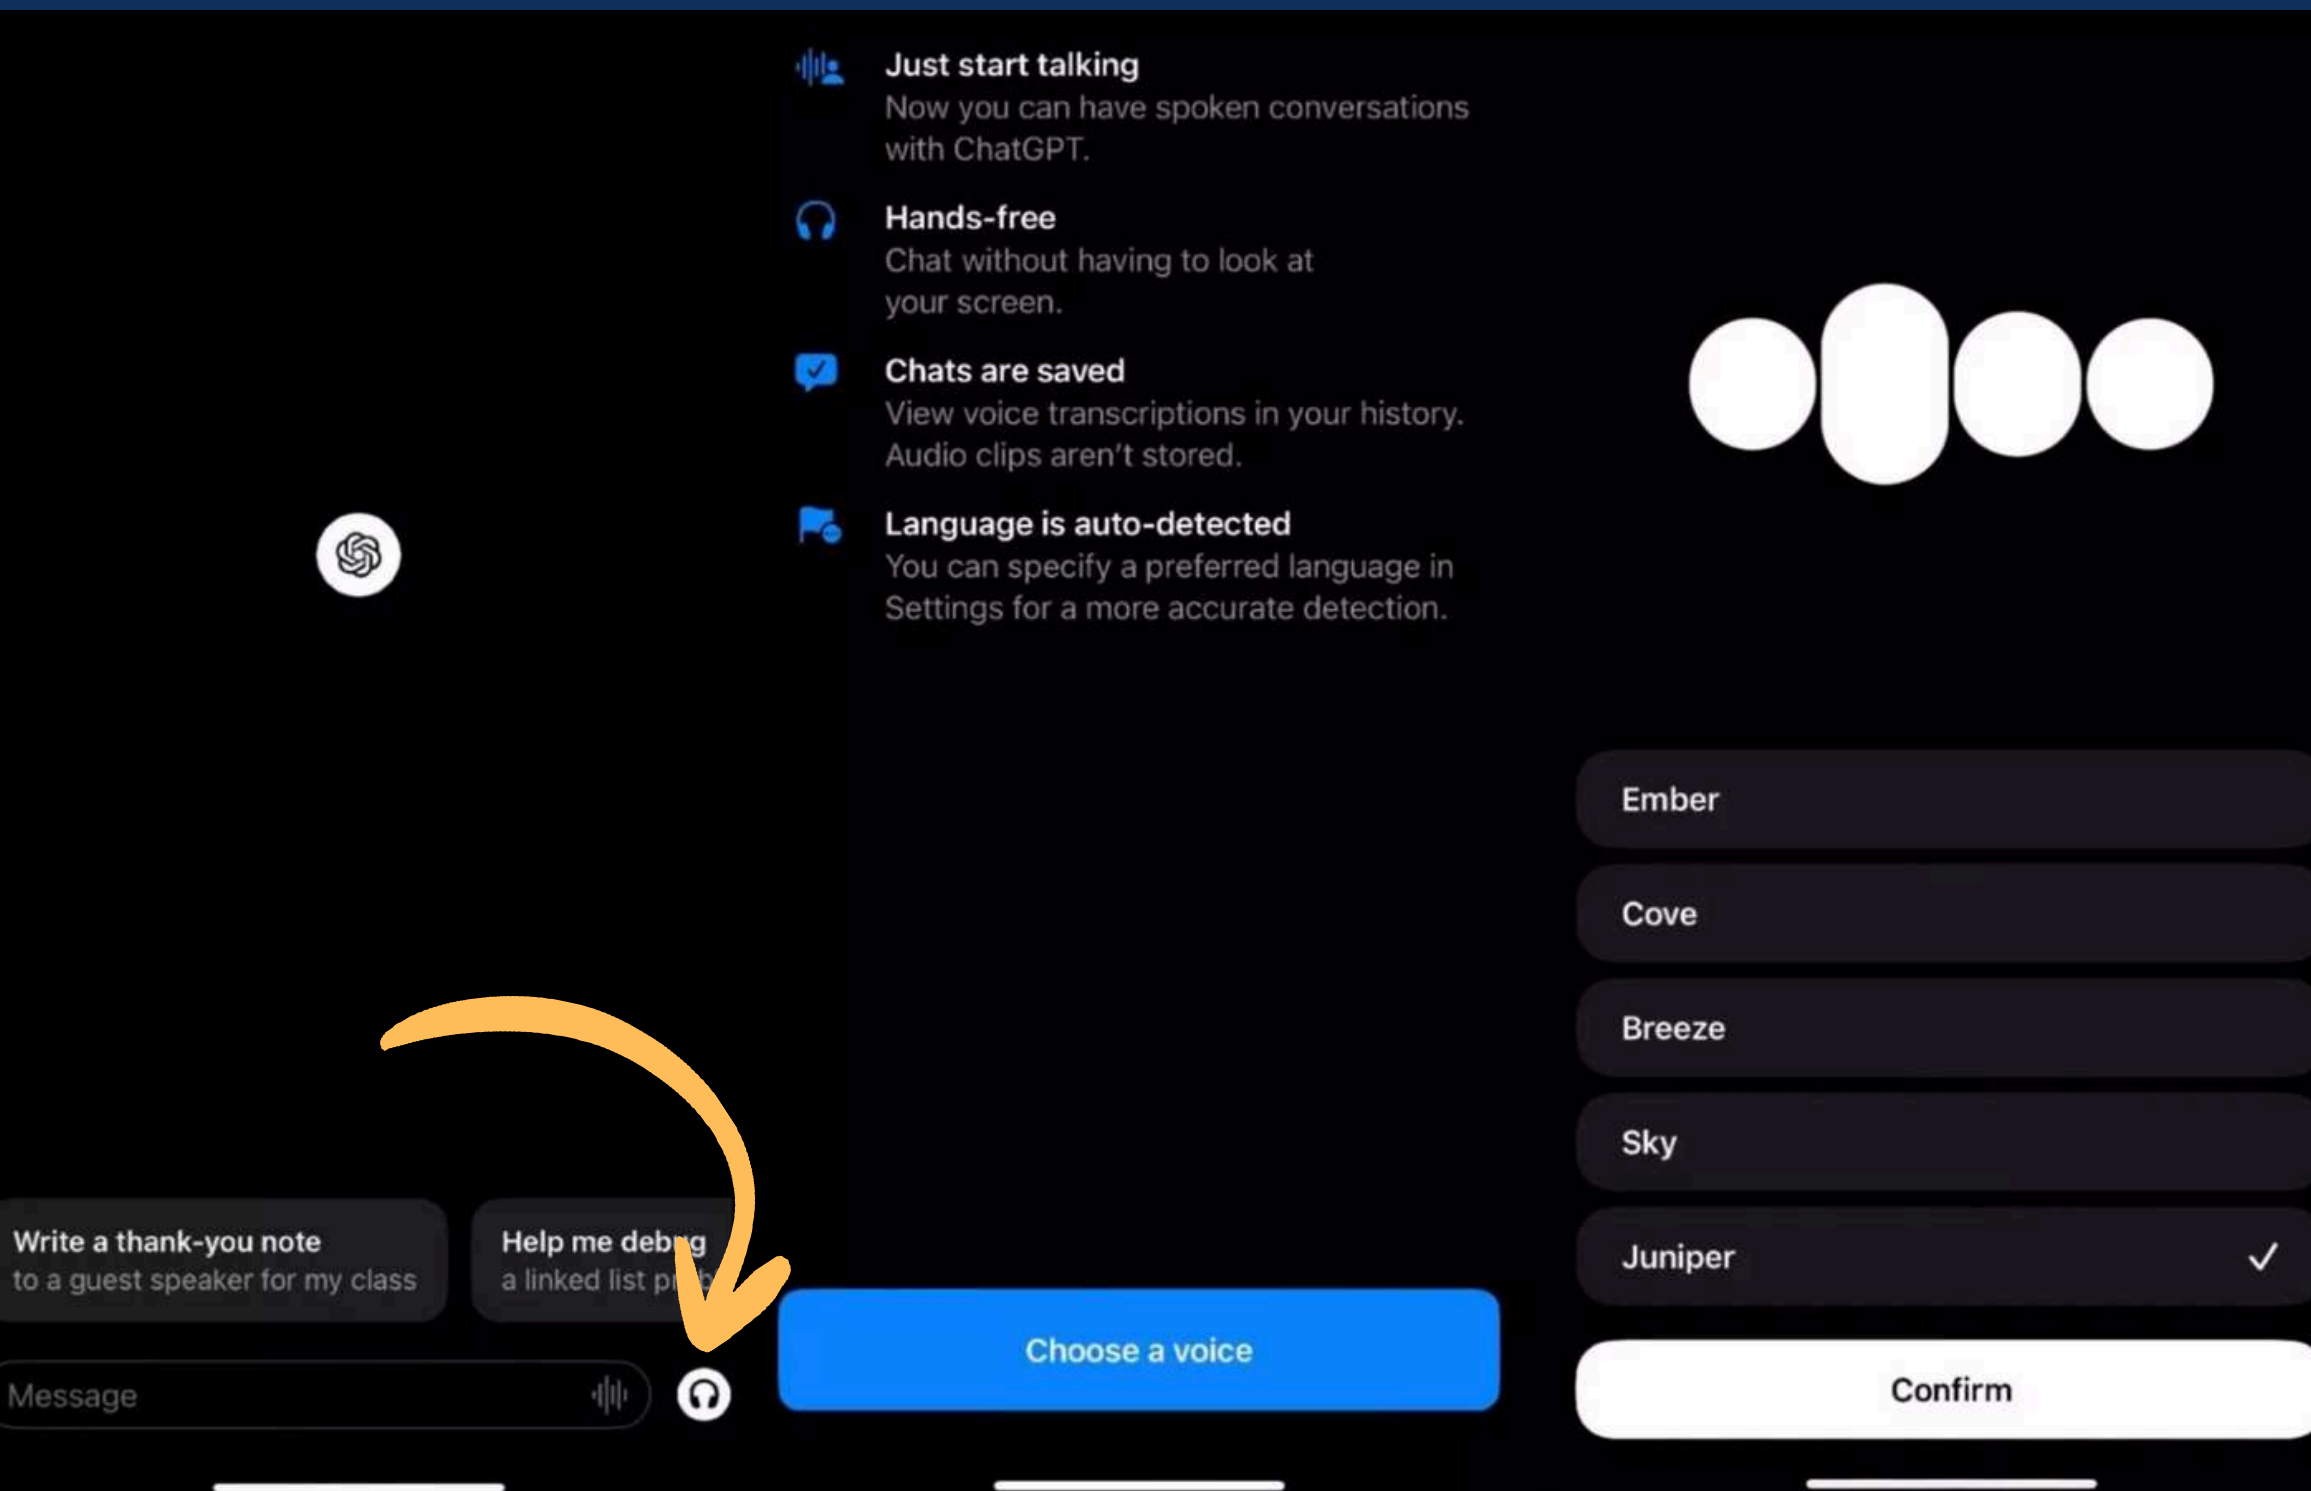 Write a thank-you note
to a guest speaker for my class
Help me debug
a linked list
Message
Just start talking
Now you can have spoken conversations
with ChatGPT.
Hands-free
Chat without having to look at
your screen.
Chats are saved
View voice transcriptions in your history.
Audio clips aren't stored.
Language is auto-detected
You can specify a preferred language in
Settings for a more accurate detection.
Choose a voice
Ember
Cove
Breeze
Sky
Juniper
Confirm